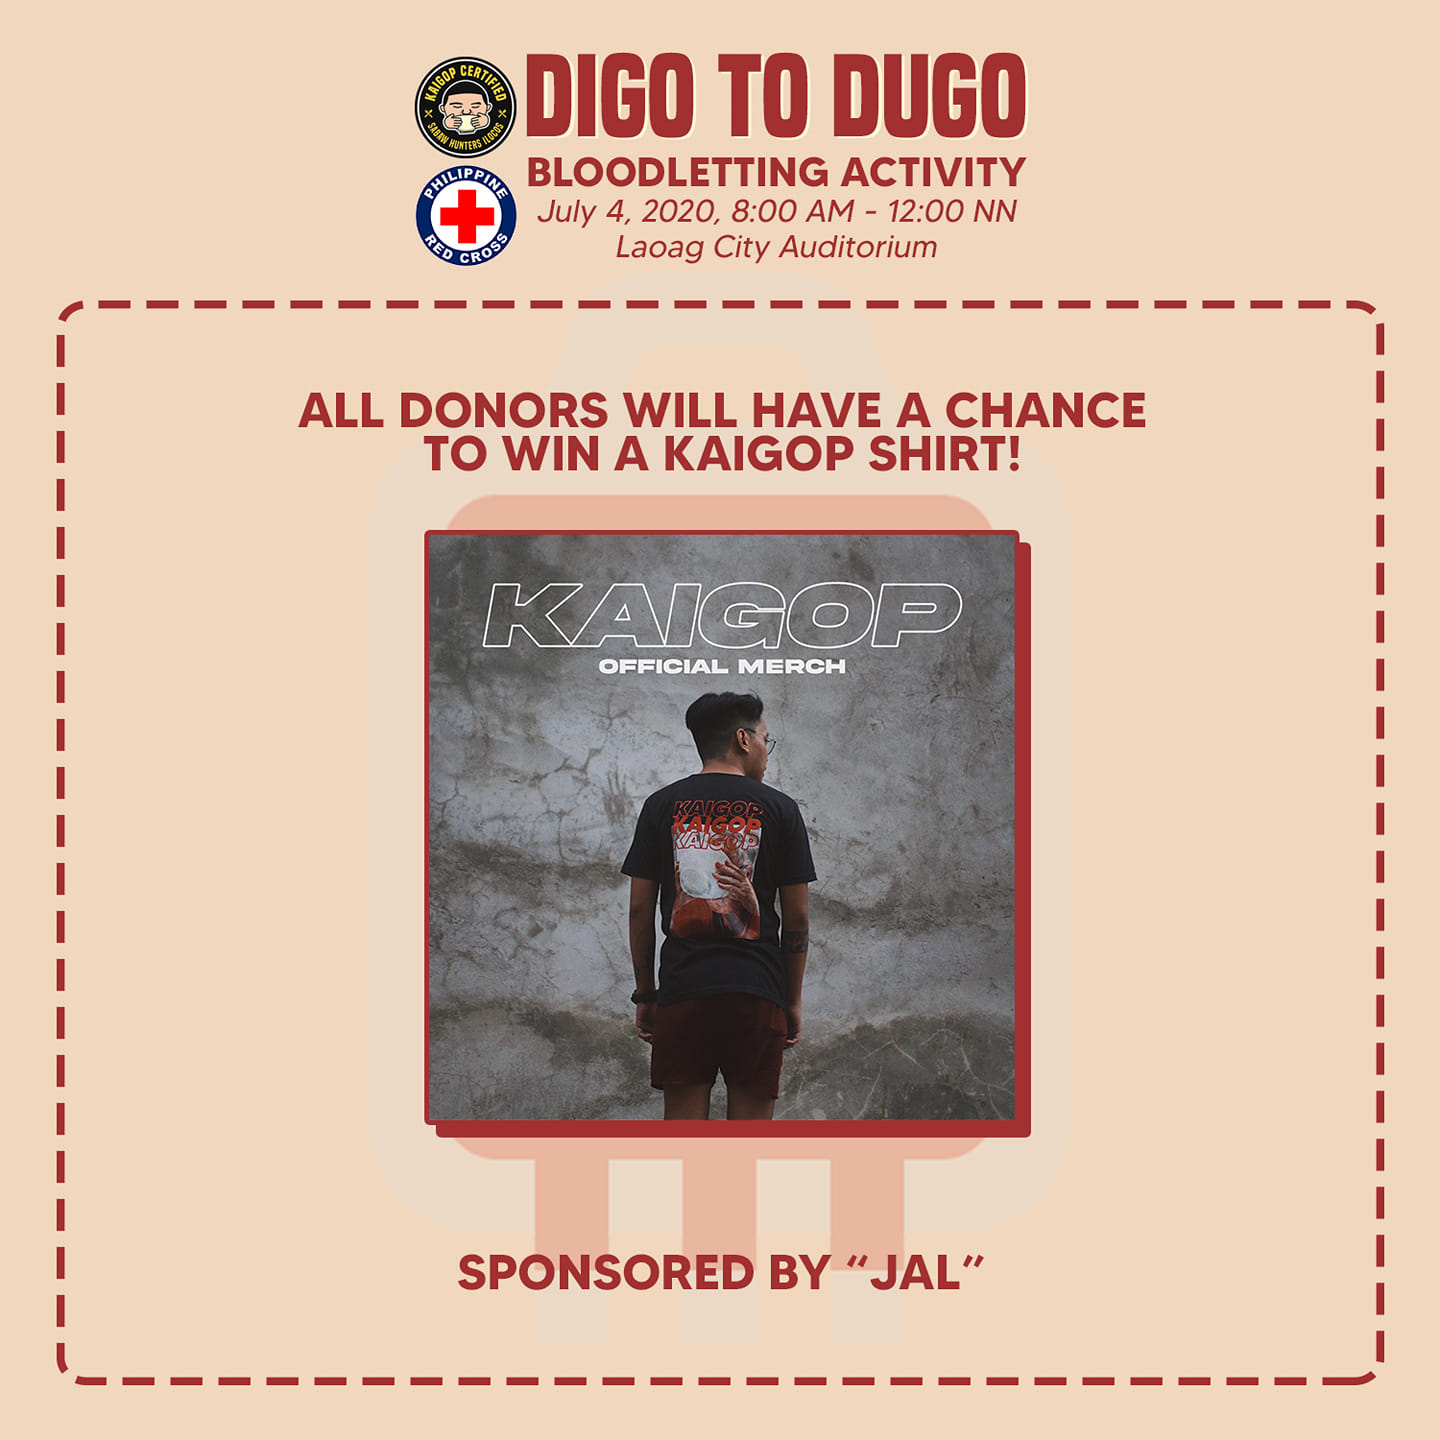 KAIGOP CERTIFIED
SABAW HUNTERS ILOCOS
DIGO TO DUGO
PHILIPPINE
RED CROSS
BLOODLETTING ACTIVITY
July 4, 2020, 8:00 AM - 12:00 NN
Laoag City Auditorium
ALL DONORS WILL HAVE A CHANCE
TO WIN A KAIGOP SHIRT!
KAIGOP
OFFICIAL MERCH
KAIGOP
KAIGOP
KAIGOP
SPONSORED BY “JAL”